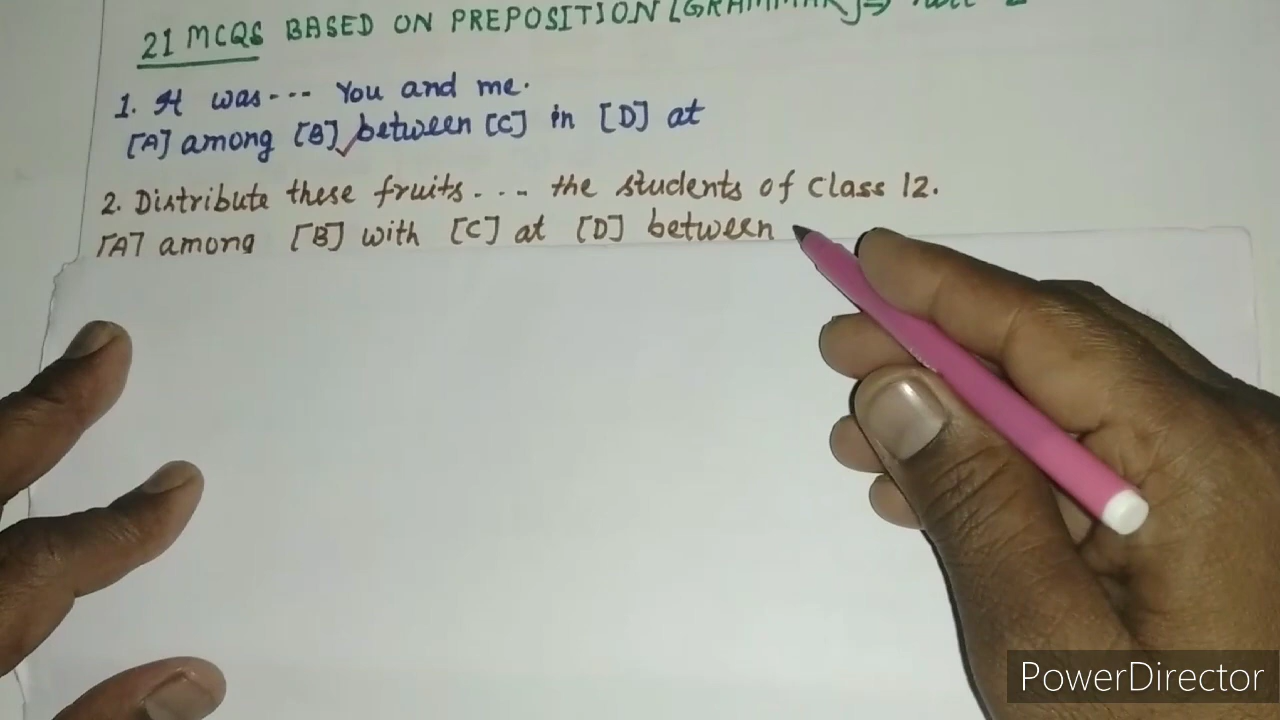 21 MCQS BASED ON PREPOSITION [GRAMMAR]⇒
1. It was--- You and me.
[A] among [B] between [C] in [D] at
2. Distribute these fruits... the students of class 12.
[A] among [B] with [C] at [D] between
PowerDirector